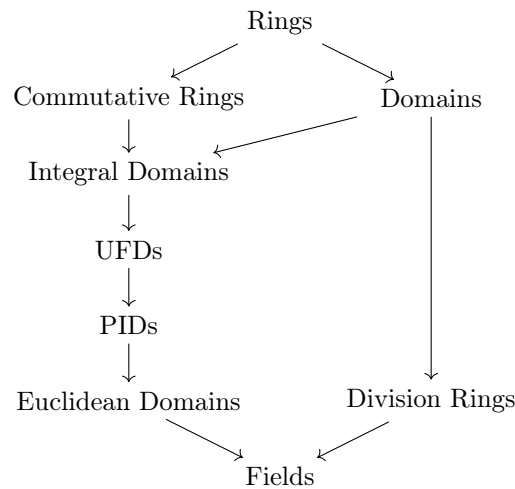 Rings
Commutative Rings
Domains
Integral Domains
UFDs
PIDs
Euclidean Domains
Division Rings
Fields